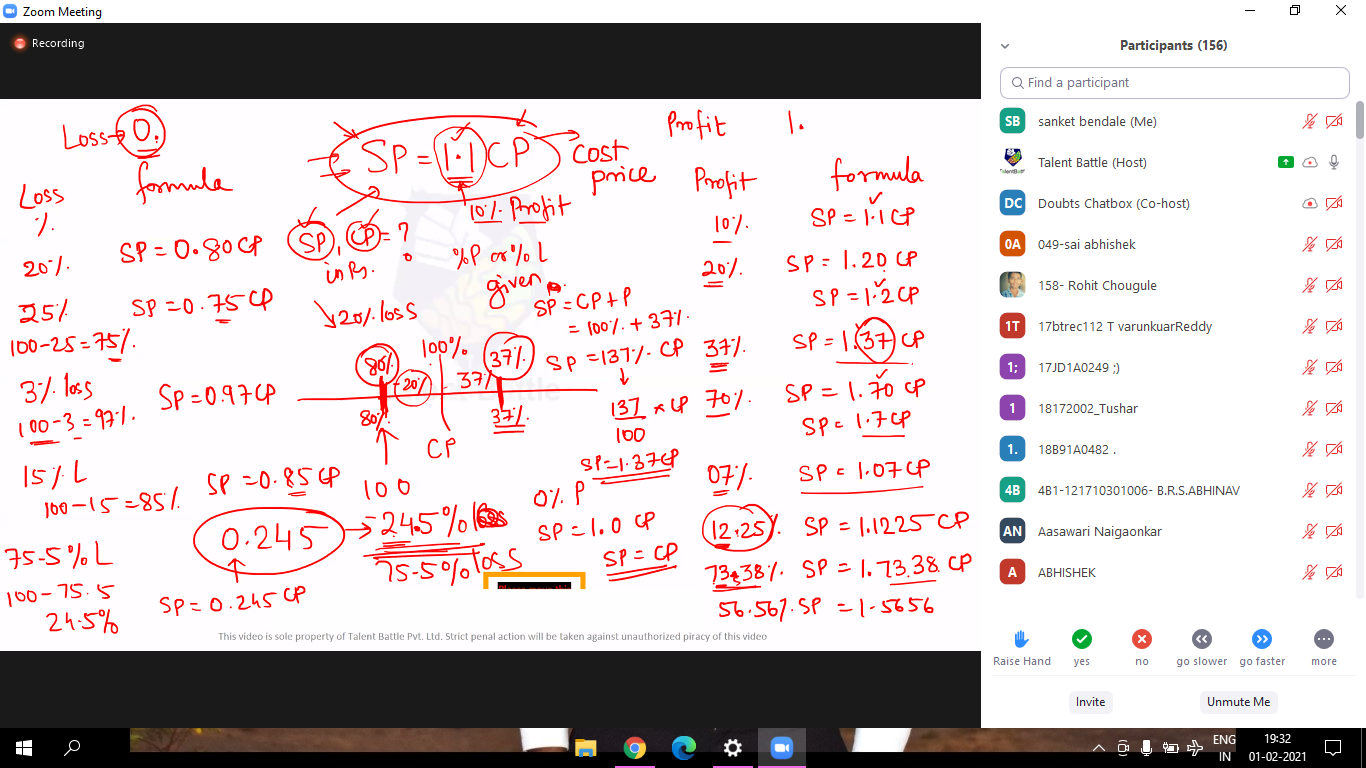 Zoom Meeting
Recording
Loss → 0.
formula
Loss
%
20%
SP = 0.80 CP
25%
SP = 0.75 CP
100-25 = 75%
3% loss
SP = 0.97 CP
100-3 = 97%
15% L
SP = 0.85 CP
100-15 = 85%
0.245
75.5% L
100-75.5
24.5%
SP = 0.245 CP
SP = 1.1 CP
cost price
10% Profit
SP, CP = ?
in Rs.
%P or % L
given
20% loss
SP = CP + P
= 100% + 37%
SP = 137% CP
137/100 * CP
SP = 1.37 CP
80%
100%
37%
-20%
37%
80%
CP
37%
100
-24.5% loss
75.5% loss
0% P
SP = 1.0 CP
SP = CP
Profit 1.
Profit formula
10% SP = 1.1 CP
20% SP = 1.20 CP
SP = 1.2 CP
37% SP = 1.37 CP
70% SP = 1.70 CP
SP = 1.7 CP
07% SP = 1.07 CP
12.25% SP = 1.1225 CP
73.38% SP = 1.73.38 CP
56.56% SP = 1.5656
This video is sole property of Talent Battle Pvt. Ltd. Strict penal action will be taken against unauthorized piracy of this video
Participants (156)
Find a participant
SB sanket bendale (Me)
Talent Battle (Host)
DC Doubts Chatbox (Co-host)
0A 049-sai abhishek
158- Rohit Chougule
1T 17btrec112 T varunkuarReddy
1; 17JD1A0249 ;)
1 18172002_Tushar
1. 18B91A0482 .
4B 4B1-121710301006- B.R.S.ABHINAV
AN Aasawari Naigaonkar
A ABHISHEK
Raise Hand yes no go slower go faster more
Invite Unmute Me
ENG
IN
19:32
01-02-2021